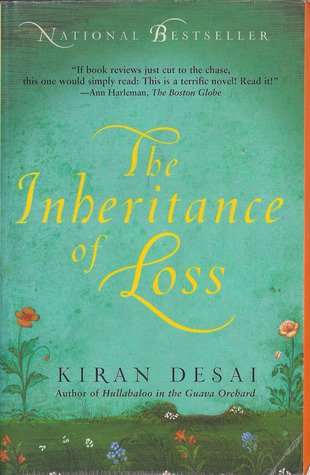 NATIONAL BESTSELLER
“If book reviews just cut to the chase,
this one would simply read: This is a terrific novel! Read it!”
—Ann Harleman, The Boston Globe
The
Inheritance
of Loss
KIRAN DESAI
Author of Hullabaloo in the Guava Orchard